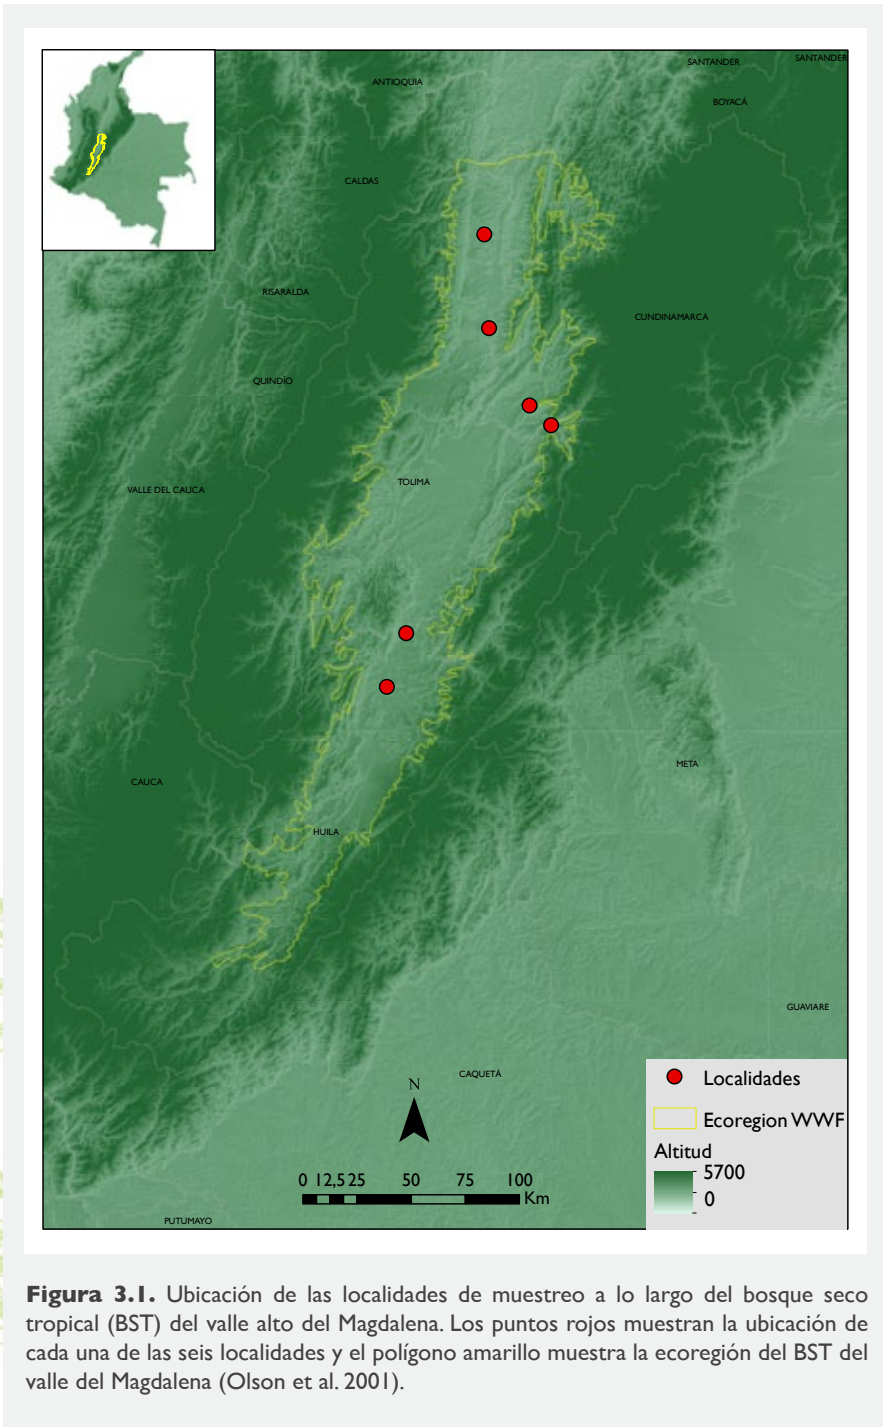 SANTANDER
SANTANDER
ANTIOQUIA
BOYACÁ
CALDAS
RISARALDA
CUNDINAMARCA
QUINDÍO
TOLIMA
VALLE DEL CAUCA
META
CAUCA
HUILA
GUAVIARE
CAQUETÁ
PUTUMAYO
N
0 12,5 25 50 75 100
Km
Localidades
Ecoregion WWF
Altitud
5700
0
Figura 3.1. Ubicación de las localidades de muestreo a lo largo del bosque seco
tropical (BST) del valle alto del Magdalena. Los puntos rojos muestran la ubicación de
cada una de las seis localidades y el polígono amarillo muestra la ecoregión del BST del
valle del Magdalena (Olson et al. 2001).